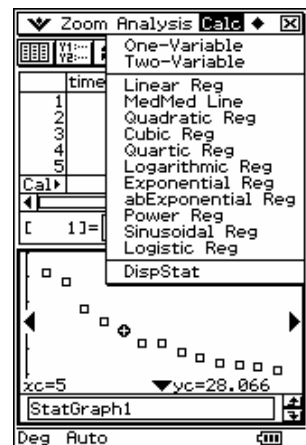 Zoom Analysis Calc
Y1:...
Y2:...
One-Variable
Two-Variable
time
Linear Reg
1
MedMed Line
2
Quadratic Reg
3
Cubic Reg
4
Quartic Reg
5
Logarithmic Reg
Cal
Exponential Reg
abExponential Reg
Power Reg
[ 1]=
Sinusoidal Reg
Logistic Reg
DispStat
xc=5 yc=28.066
StatGraph1
Deg Auto